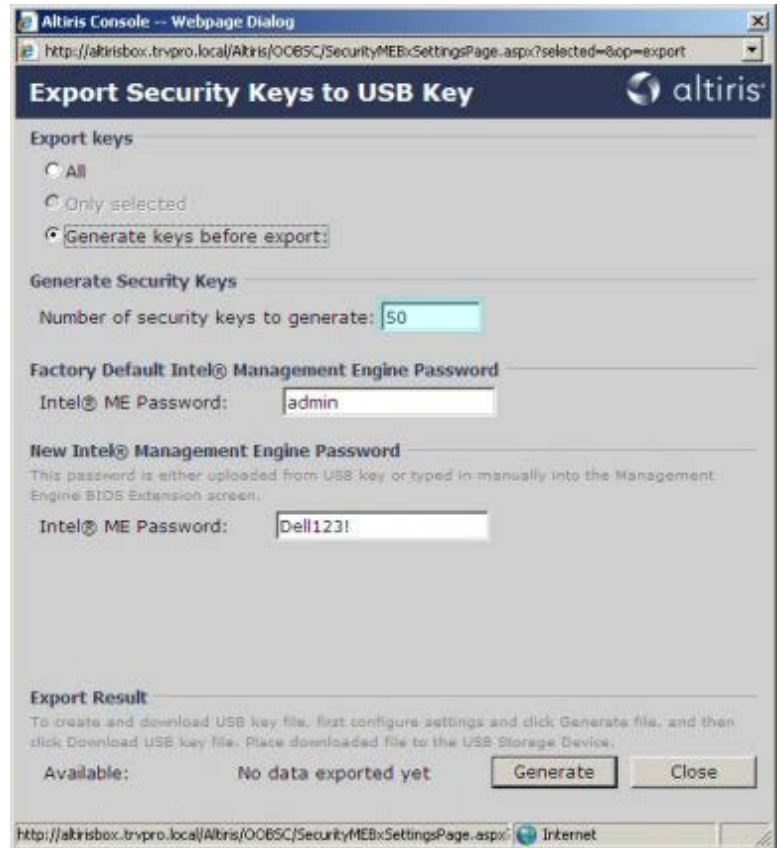 Altiris Console -- Webpage Dialog
http://altirisbox.trvpro.local/Altiris/OOBSC/SecurityMEBxSettingsPage.aspx?selected=&op=export
Export Security Keys to USB Key
altiris
Export keys
All
Only selected
Generate keys before export:
Generate Security Keys
Number of security keys to generate: 50
Factory Default Intel® Management Engine Password
Intel® ME Password: admin
New Intel® Management Engine Password
This password is either uploaded from USB key or typed in manually into the Management
Engine BIOS Extension screen.
Intel® ME Password: Dell123!
Export Result
To create and download USB key file, first configure settings and click Generate file, and then
click Download USB key file. Place downloaded file to the USB Storage Device.
Available: No data exported yet Generate Close
http://altirisbox.trvpro.local/Altiris/OOBSC/SecurityMEBxSettingsPage.aspx? Internet